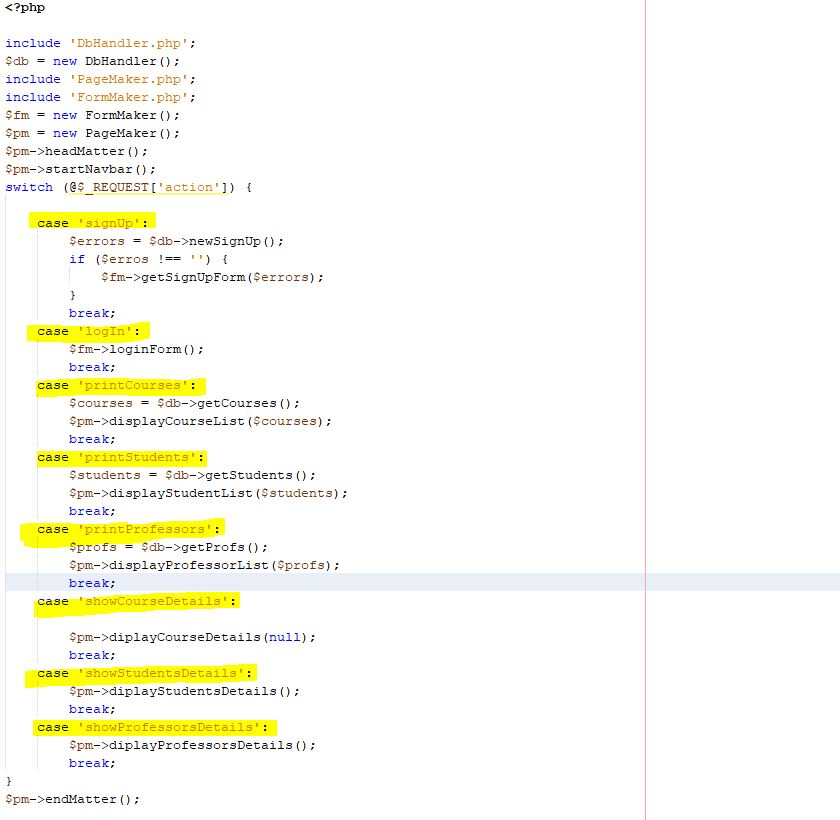 <?php
include 'DbHandler.php';
$db = new DbHandler();
include 'PageMaker.php';
include 'FormMaker.php';
$fm = new FormMaker();
$pm = new PageMaker();
$pm->headMatter();
$pm->startNavbar();
switch (@$_REQUEST['action']) {
case 'signUp':
$errors = $db->newSignUp();
if ($erros !== '') {
$fm->getSignUpForm($errors);
}
break;
case 'logIn':
$fm->loginForm();
break;
case 'printCourses':
$courses = $db->getCourses();
$pm->displayCourseList($courses);
break;
case 'printStudents':
$students = $db->getStudents();
$pm->displayStudentList($students);
break;
case 'printProfessors':
$profs = $db->getProfs();
$pm->displayProfessorList($profs);
break;
case 'showCourseDetails':
$pm->diplayCourseDetails(null);
break;
case 'showStudentsDetails':
$pm->diplayStudentsDetails();
break;
case 'showProfessorsDetails':
$pm->diplayProfessorsDetails();
break;
}
$pm->endMatter();